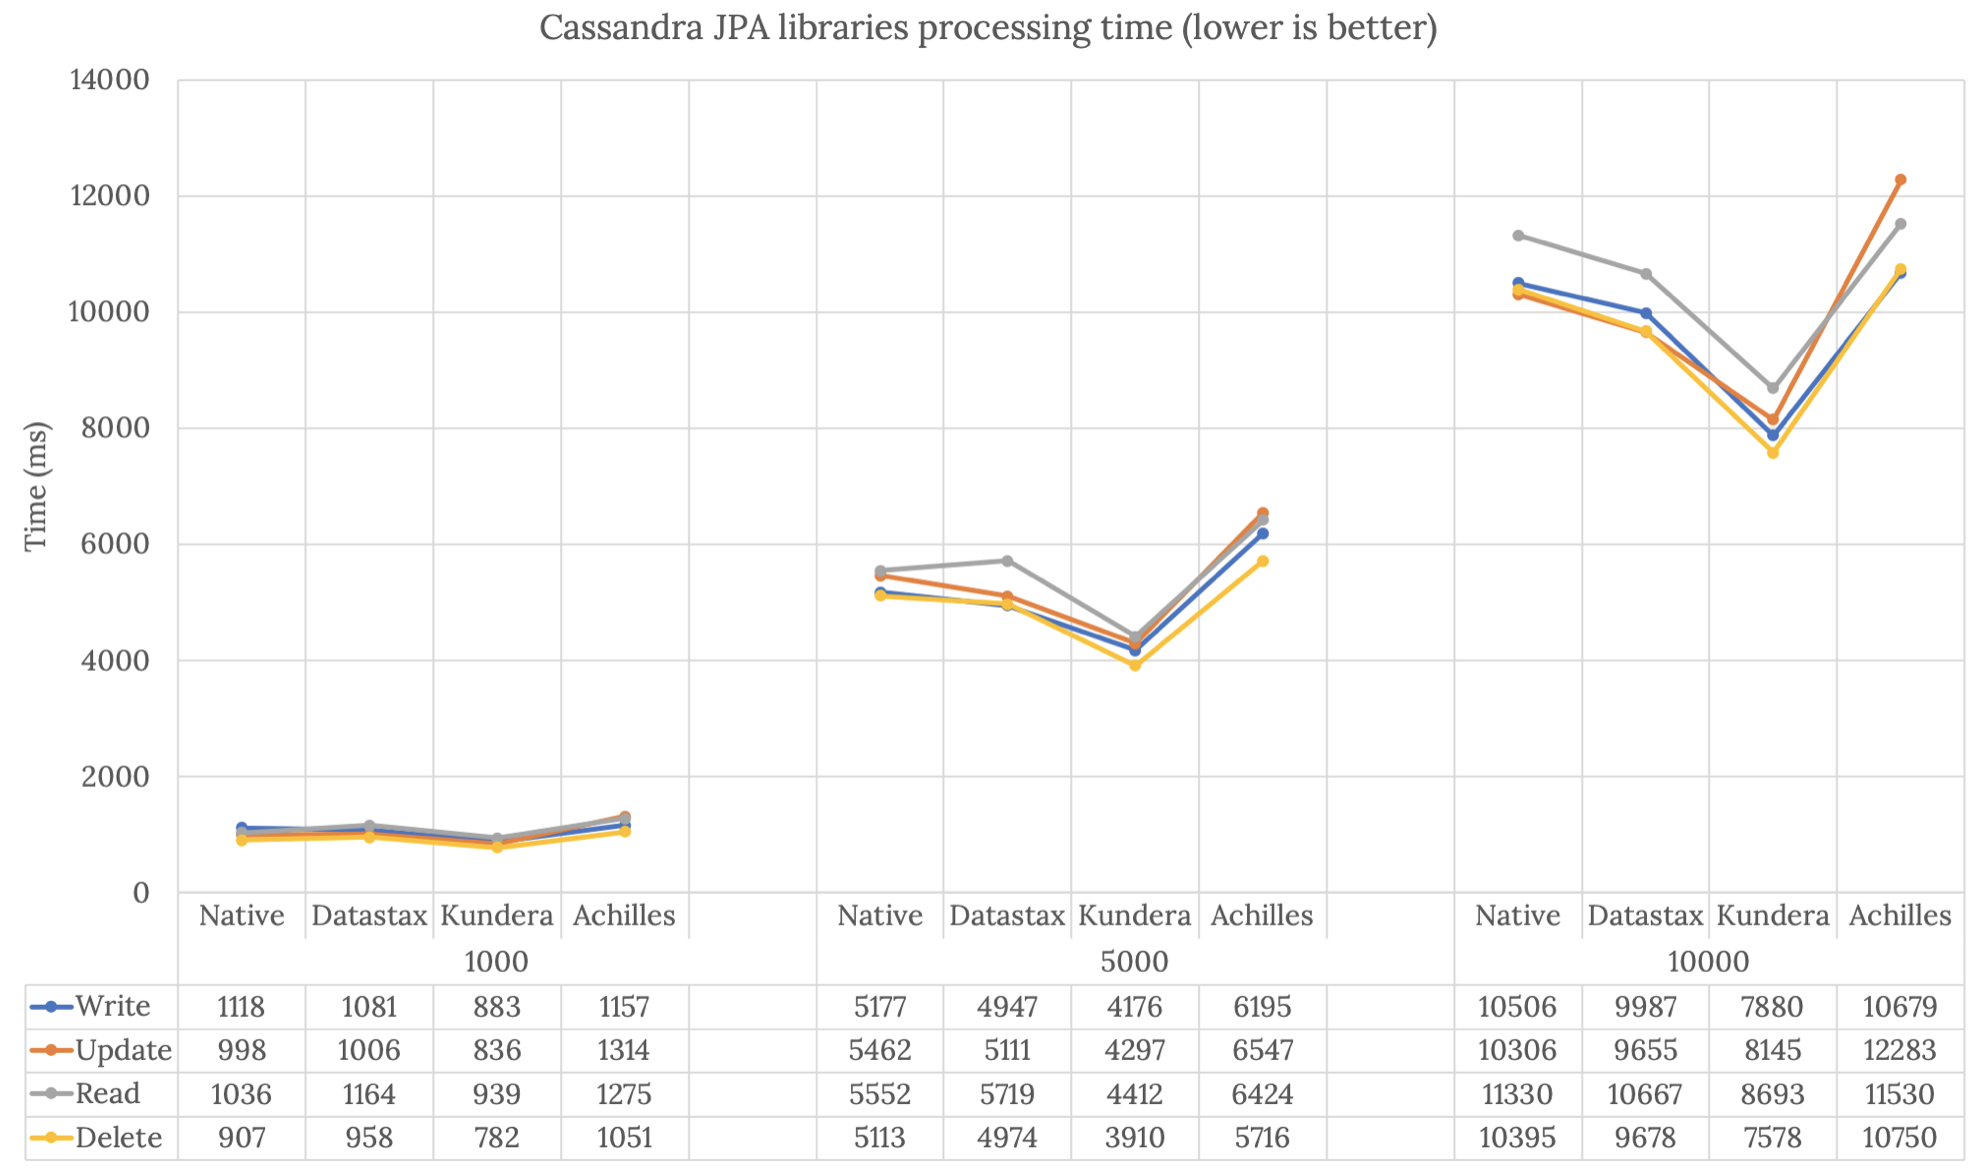 Cassandra JPA libraries processing time (lower is better)
14000
12000
10000
8000
6000
4000
2000
0
Time (ms)
Native Datastax Kundera Achilles Native Datastax Kundera Achilles Native Datastax Kundera Achilles
1000 5000 10000
Write 1118 1081 883 1157 5177 4947 4176 6195 10506 9987 7880 10679
Update 998 1006 836 1314 5462 5111 4297 6547 10306 9655 8145 12283
Read 1036 1164 939 1275 5552 5719 4412 6424 11330 10667 8693 11530
Delete 907 958 782 1051 5113 4974 3910 5716 10395 9678 7578 10750